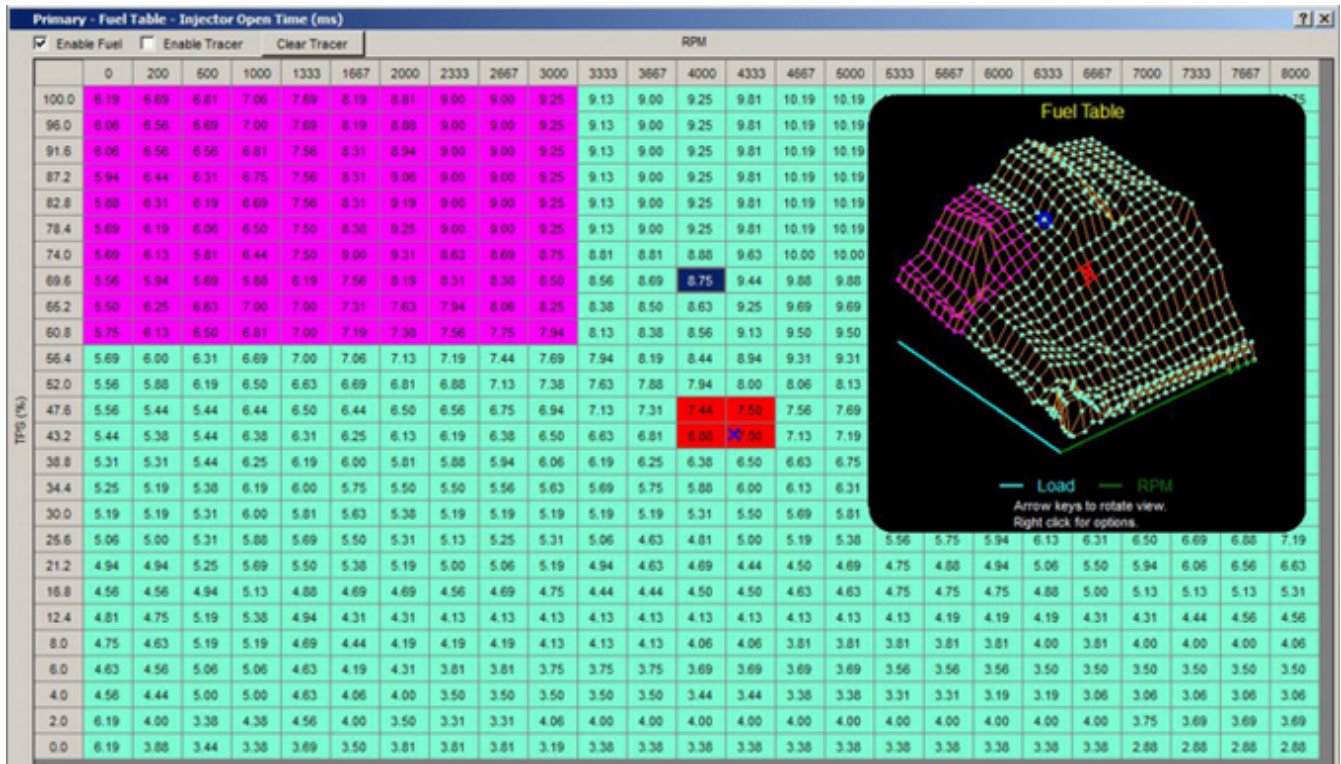 Primary - Fuel Table - Injector Open Time (ms)
Enable Fuel Enable Tracer Clear Tracer RPM
0 200 500 1000 1333 1667 2000 2333 2667 3000 3333 3667 4000 4333 4667 5000 5333 5667 6000 6333 6667 7000 7333 7667 8000
100.0 6.19 6.69 6.81 7.06 7.69 8.19 8.81 9.00 9.00 9.25 9.13 9.00 9.25 9.81 10.19 10.19
96.0 6.06 6.56 6.69 7.00 7.69 8.19 8.88 9.00 9.00 9.25 9.13 9.00 9.25 9.81 10.19 10.19
91.6 6.06 6.56 6.56 6.81 7.56 8.31 8.94 9.00 9.00 9.25 9.13 9.00 9.25 9.81 10.19 10.19
87.2 5.94 6.44 6.31 6.75 7.56 8.31 9.06 9.00 9.00 9.25 9.13 9.00 9.25 9.81 10.19 10.19
82.8 5.88 6.31 6.19 6.69 7.56 8.31 9.19 9.00 9.00 9.25 9.13 9.00 9.25 9.81 10.19 10.19
78.4 5.69 6.19 6.06 6.50 7.50 8.38 9.25 9.00 9.00 9.25 9.13 9.00 9.25 9.81 10.19 10.19
74.0 5.69 6.13 5.81 6.44 7.50 9.00 9.31 8.63 8.69 8.75 8.81 8.81 8.88 9.63 10.00 10.00
69.6 5.56 5.94 5.69 5.88 6.19 7.56 8.19 8.31 8.38 8.50 8.56 8.69 8.75 9.44 9.88 9.88
65.2 5.50 6.25 6.63 7.00 7.00 7.31 7.63 7.94 8.06 8.25 8.38 8.50 8.63 9.25 9.69 9.69
60.8 5.75 6.13 6.50 6.81 7.00 7.19 7.38 7.56 7.75 7.94 8.13 8.38 8.56 9.13 9.50 9.50
56.4 5.69 6.00 6.31 6.69 7.00 7.06 7.13 7.19 7.44 7.69 7.94 8.19 8.44 8.94 9.31 9.31
52.0 5.56 5.88 6.19 6.50 6.63 6.69 6.81 6.88 7.13 7.38 7.63 7.88 7.94 8.00 8.06 8.13
47.6 5.56 5.44 5.44 6.44 6.50 6.44 6.50 6.56 6.75 6.94 7.13 7.31 7.44 7.50 7.56 7.69
43.2 5.44 5.38 5.44 6.38 6.31 6.25 6.13 6.19 6.38 6.50 6.63 6.81 6.88 7.00 7.13 7.19
38.8 5.31 5.31 5.44 6.25 6.19 6.00 5.81 5.88 5.94 6.06 6.19 6.25 6.38 6.50 6.63 6.75
34.4 5.25 5.19 5.38 6.19 6.00 5.75 5.50 5.50 5.56 5.63 5.69 5.75 5.88 6.00 6.13 6.31
30.0 5.19 5.19 5.31 6.00 5.81 5.63 5.38 5.19 5.19 5.19 5.19 5.19 5.31 5.50 5.69 5.81
25.6 5.06 5.00 5.31 5.88 5.69 5.50 5.31 5.13 5.25 5.31 5.06 4.63 4.81 5.00 5.19 5.38 5.56 5.75 5.94 6.13 6.31 6.50 6.69 6.88 7.19
21.2 4.94 4.94 5.25 5.69 5.50 5.38 5.19 5.00 5.06 5.19 4.94 4.63 4.69 4.44 4.50 4.69 4.75 4.88 4.94 5.06 5.50 5.94 6.06 6.56 6.63
16.8 4.56 4.56 4.94 5.13 4.88 4.69 4.69 4.56 4.69 4.75 4.44 4.44 4.50 4.50 4.63 4.63 4.75 4.75 4.75 4.88 5.00 5.13 5.13 5.13 5.31
12.4 4.81 4.75 5.19 5.38 4.94 4.31 4.31 4.13 4.13 4.13 4.13 4.13 4.13 4.13 4.13 4.13 4.13 4.19 4.19 4.19 4.31 4.31 4.44 4.56 4.56
8.0 4.75 4.63 5.19 5.19 4.69 4.44 4.19 4.19 4.19 4.13 4.13 4.13 4.06 4.06 3.81 3.81 3.81 3.81 3.81 4.00 3.81 4.00 4.00 4.00 4.06
6.0 4.63 4.56 5.06 5.06 4.63 4.19 4.31 3.81 3.81 3.75 3.75 3.75 3.69 3.69 3.69 3.69 3.56 3.56 3.56 3.50 3.50 3.50 3.50 3.50 3.50
4.0 4.56 4.44 5.00 5.00 4.63 4.06 4.00 3.50 3.50 3.50 3.50 3.50 3.44 3.44 3.38 3.38 3.31 3.31 3.19 3.19 3.06 3.06 3.06 3.06 3.06
2.0 6.19 4.00 3.38 4.38 4.56 4.00 3.50 3.31 3.31 4.06 4.00 4.00 4.00 4.00 4.00 4.00 4.00 4.00 4.00 4.00 4.00 3.75 3.69 3.69 3.69
0.0 6.19 3.88 3.44 3.38 3.69 3.50 3.81 3.81 3.81 3.19 3.38 3.38 3.38 3.38 3.38 3.38 3.38 3.38 3.38 3.38 3.38 2.88 2.88 2.88 2.88
TPS (%)
Fuel Table
Load RPM
Arrow keys to rotate view.
Right click for options.